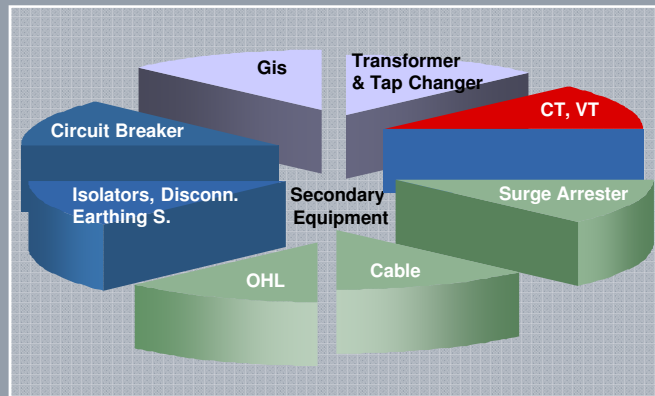 Gis
Transformer
& Tap Changer
CT, VT
Circuit Breaker
Isolators, Disconn.
Earthing S.
Secondary
Equipment
Surge Arrester
OHL
Cable